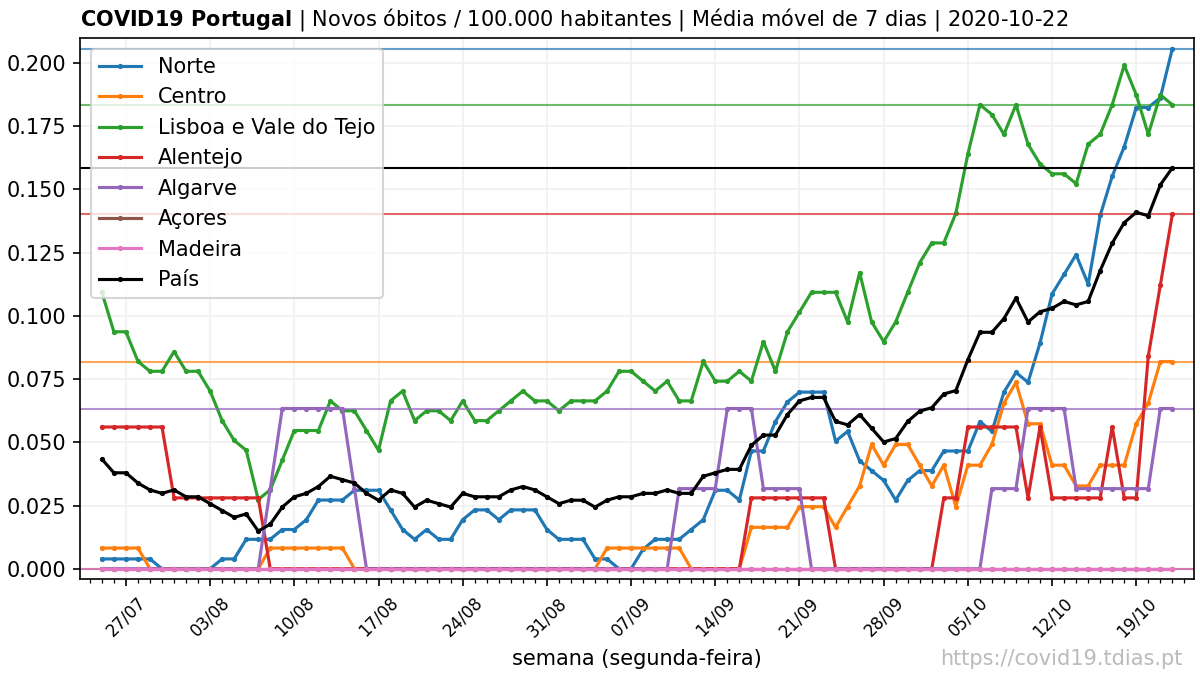 COVID19 Portugal | Novos óbitos / 100.000 habitantes | Média móvel de 7 dias | 2020-10-22
0.200
0.175
0.150
0.125
0.100
0.075
0.050
0.025
0.000
Norte
Centro
Lisboa e Vale do Tejo
Alentejo
Algarve
Açores
Madeira
País
27/07 03/08 10/08 17/08 24/08 31/08 07/09 14/09 21/09 28/09 05/10 12/10 19/10
semana (segunda-feira)
https://covid19.tdias.pt